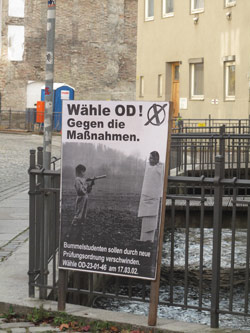 Wähle OD!
Gegen die
Maßnahmen.
Bummelstudenten sollen durch neue
Prüfungsordnung verschwinden.
Wähle OD-23-01-46 am 17.03.02.